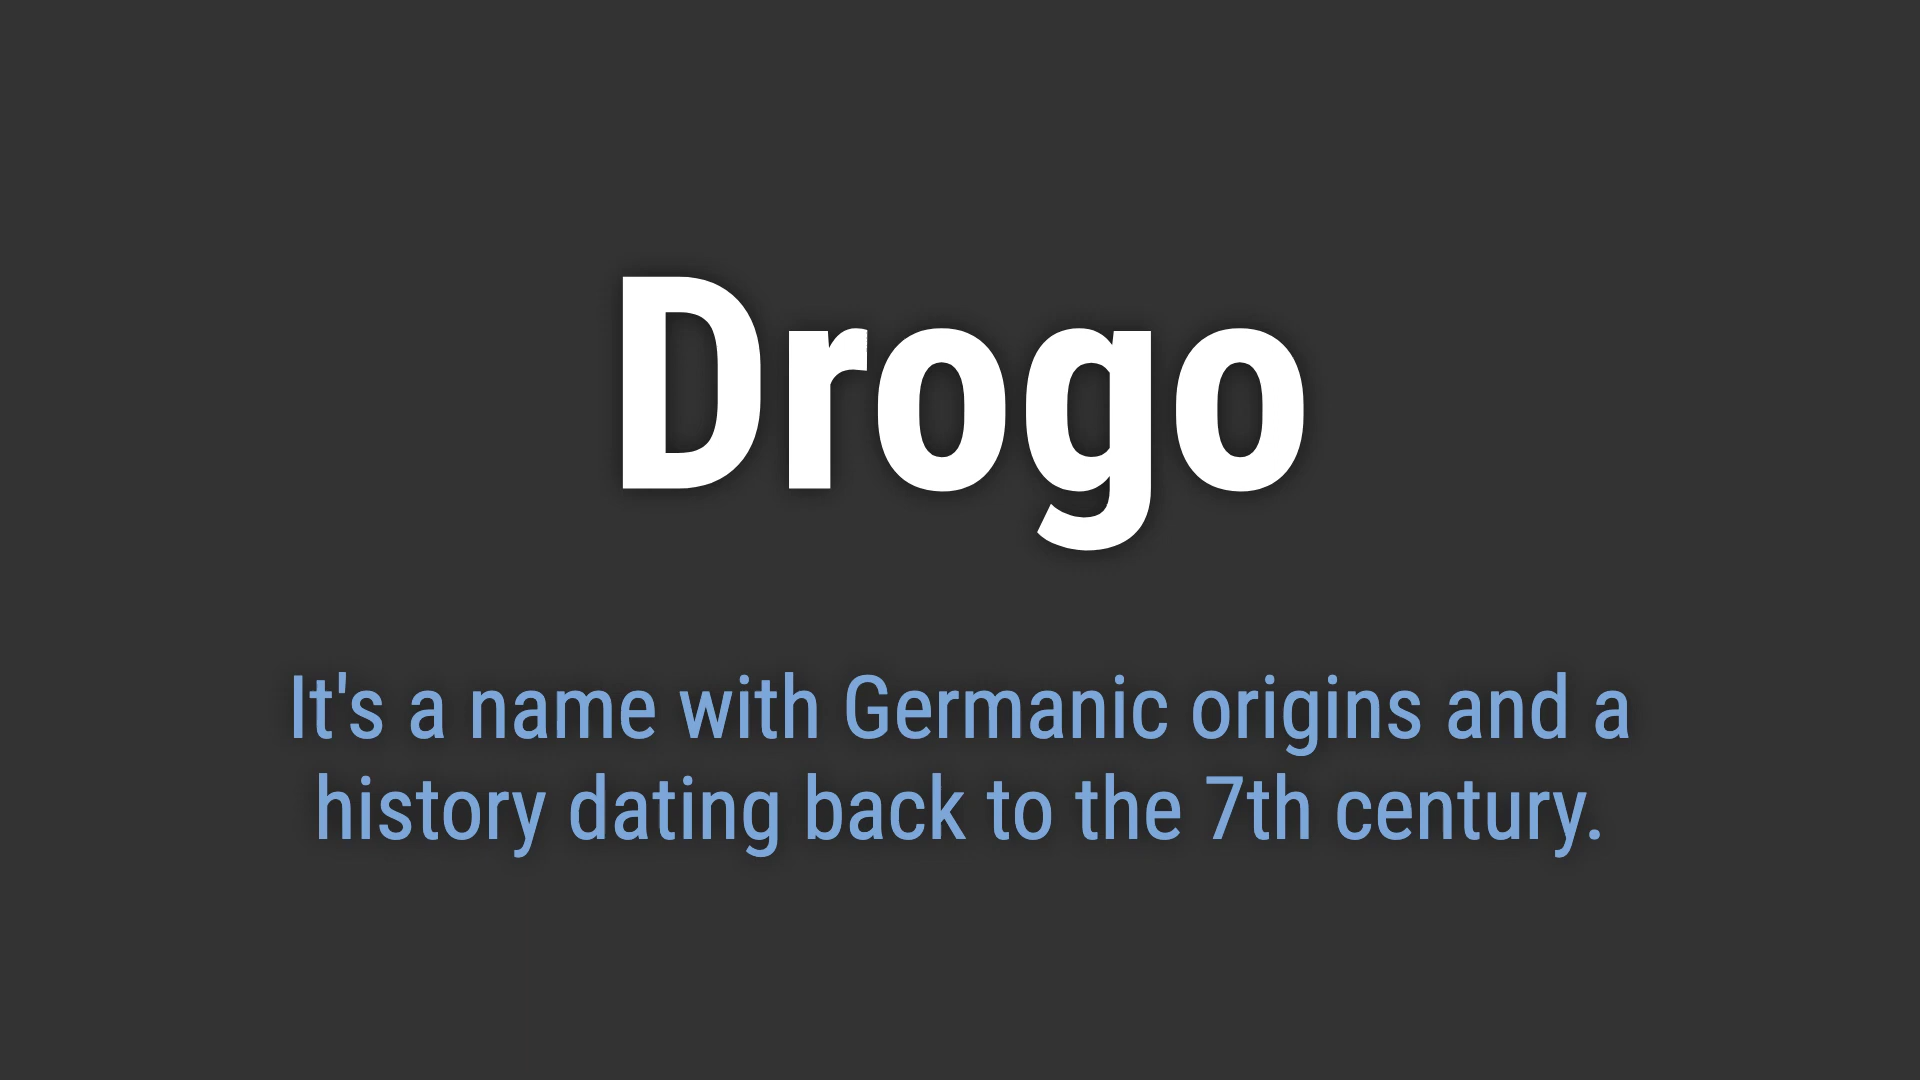 Drogo
It's a name with Germanic origins and a
history dating back to the 7th century.